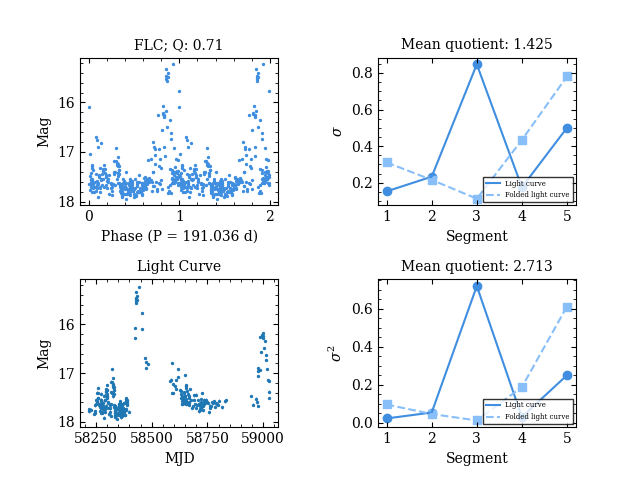 FLC; Q: 0.71
Mag
16
17
18
0
1
2
Phase (P = 191.036 d)
Mean quotient: 1.425
σ
0.8
0.6
0.4
0.2
Light curve
Folded light curve
1
2
3
4
5
Segment
Light Curve
Mag
16
17
18
58250
58500
58750
59000
MJD
Mean quotient: 2.713
σ²
0.6
0.4
0.2
0.0
Light curve
Folded light curve
1
2
3
4
5
Segment